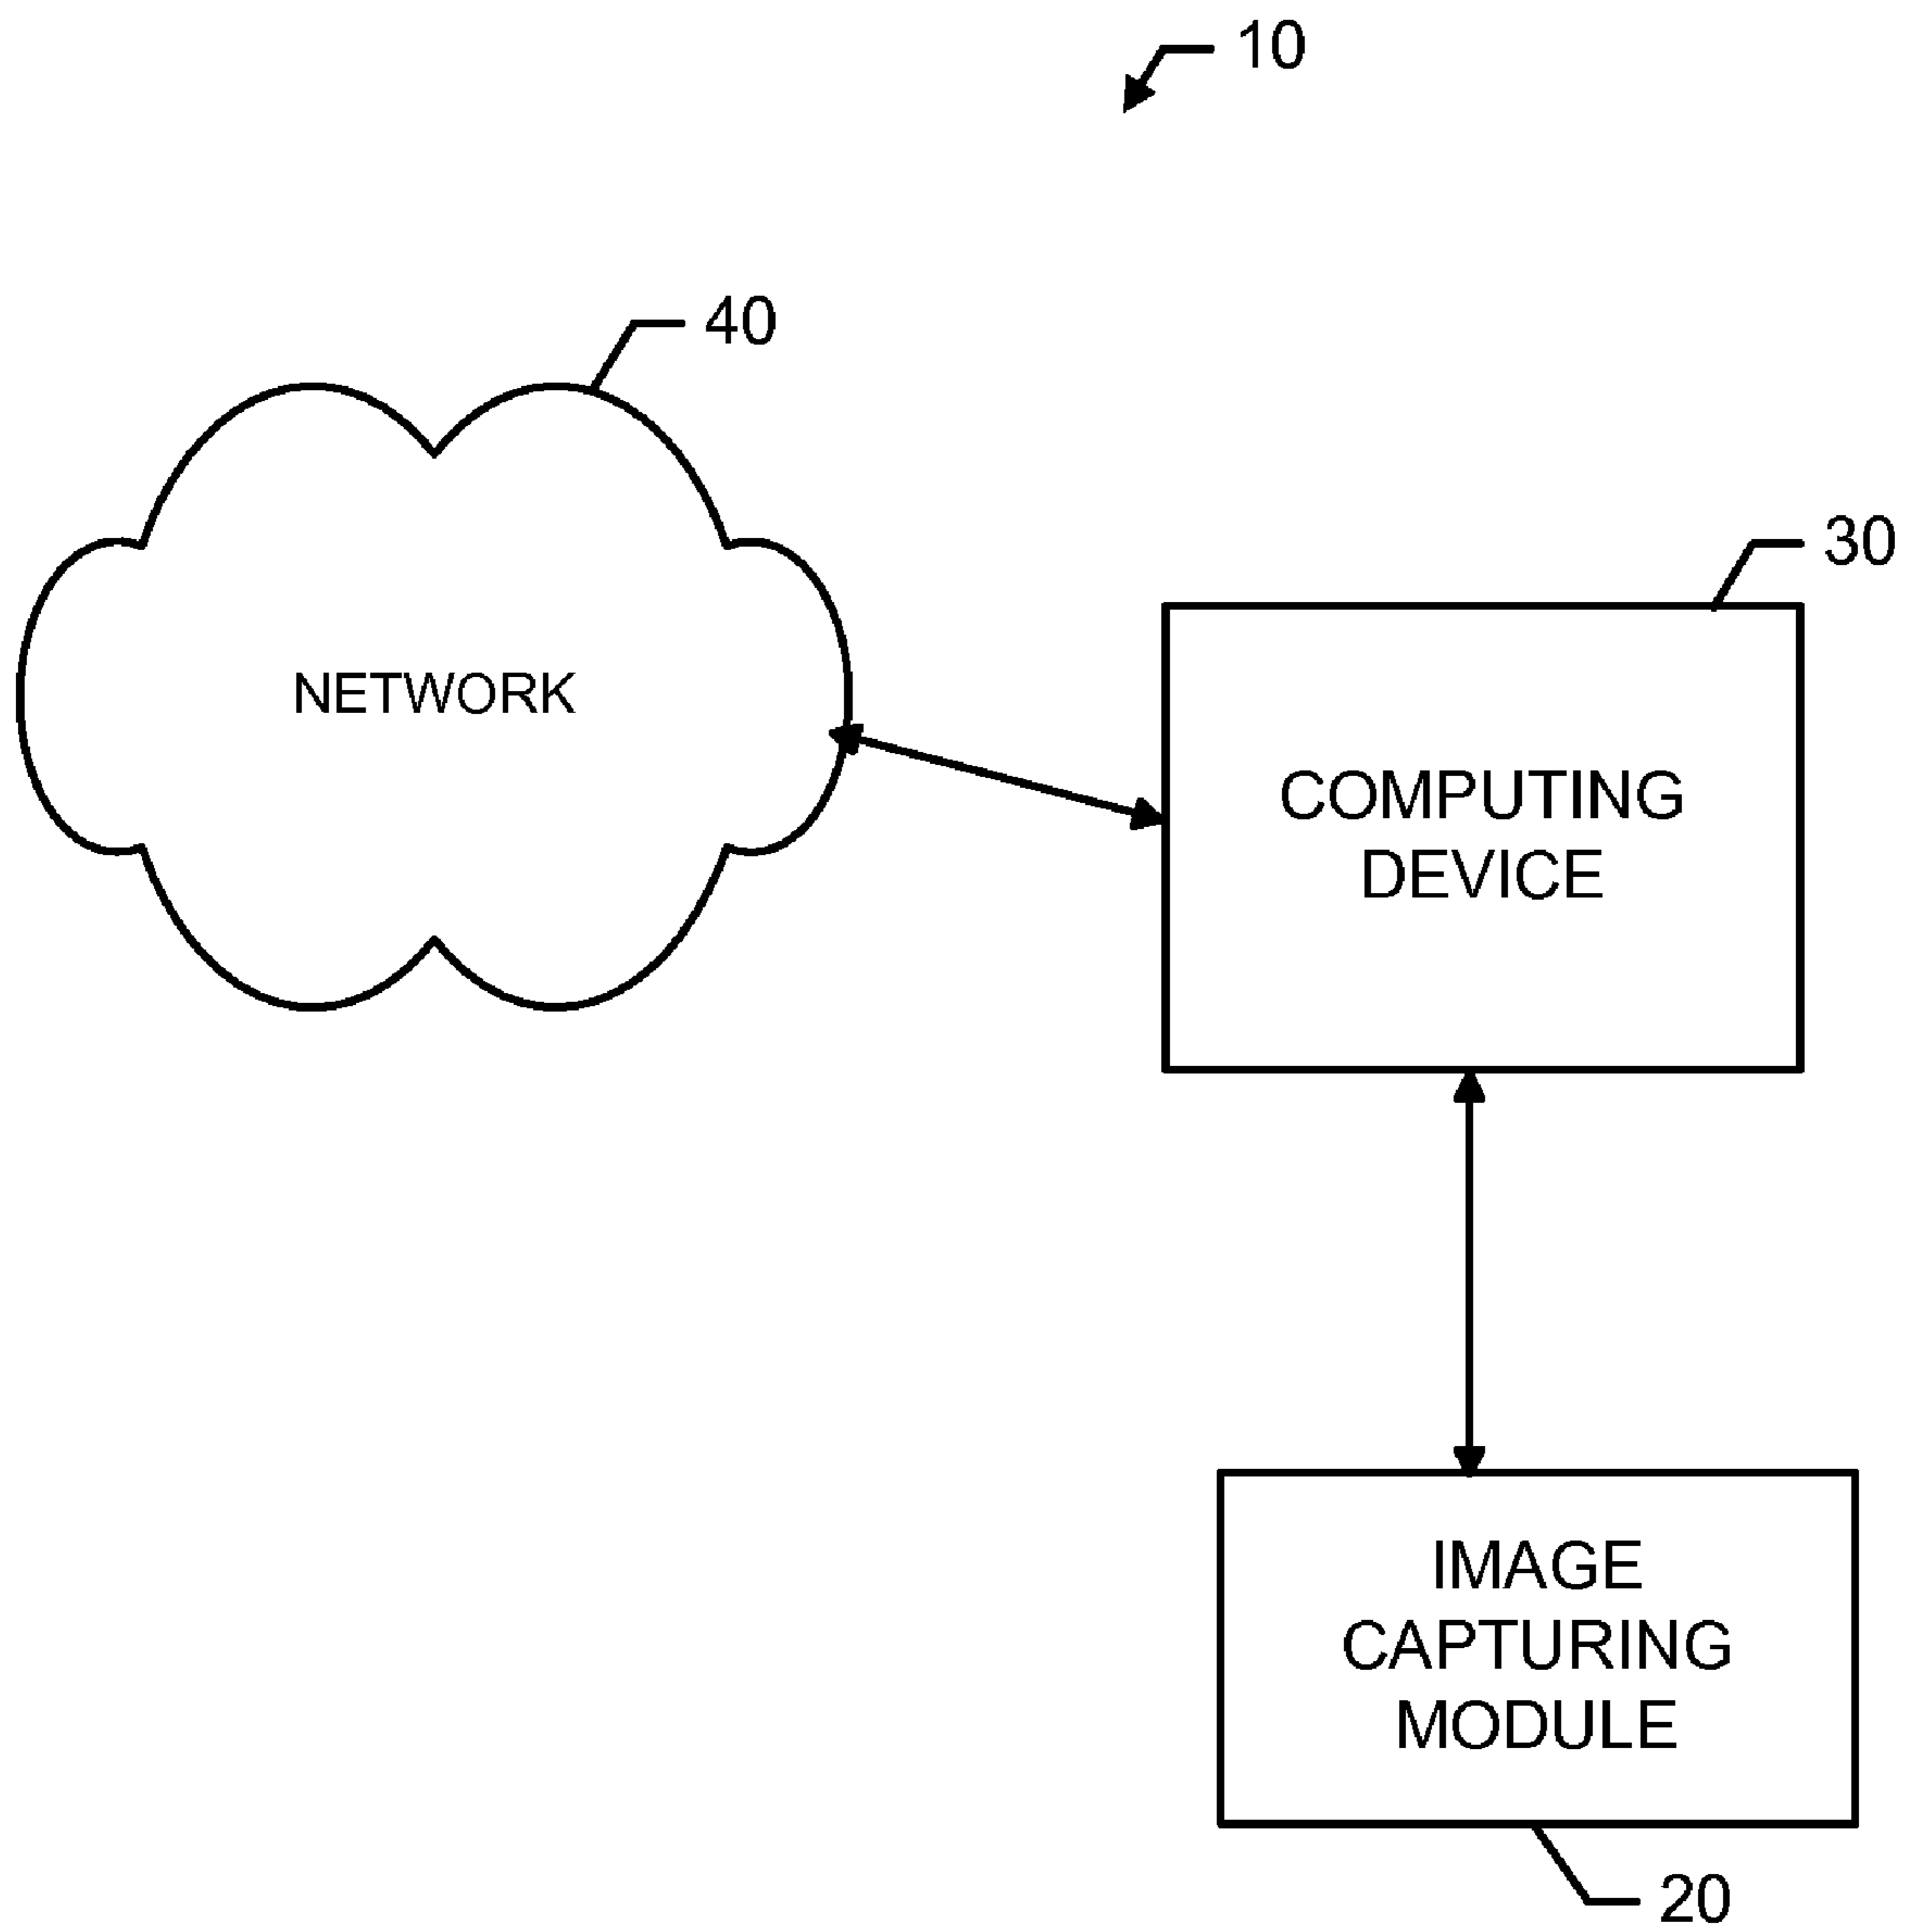 10
40
30
NETWORK
COMPUTING
DEVICE
IMAGE
CAPTURING
MODULE
20